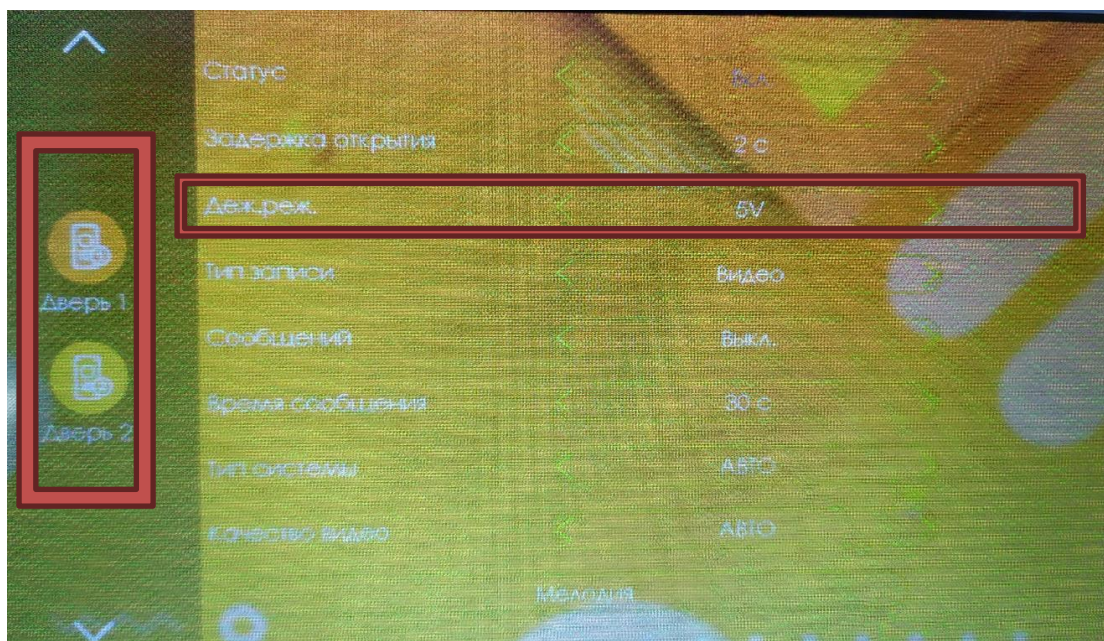 Статус Вкл.
Задержка открытия 2 с
Деж.реж. 5V
Тип записи Видео
Дверь 1
Сообщений Выкл.
Время сообщения 30 с
Дверь 2
Тип системы АВТО
Качество видео АВТО
Мелодия